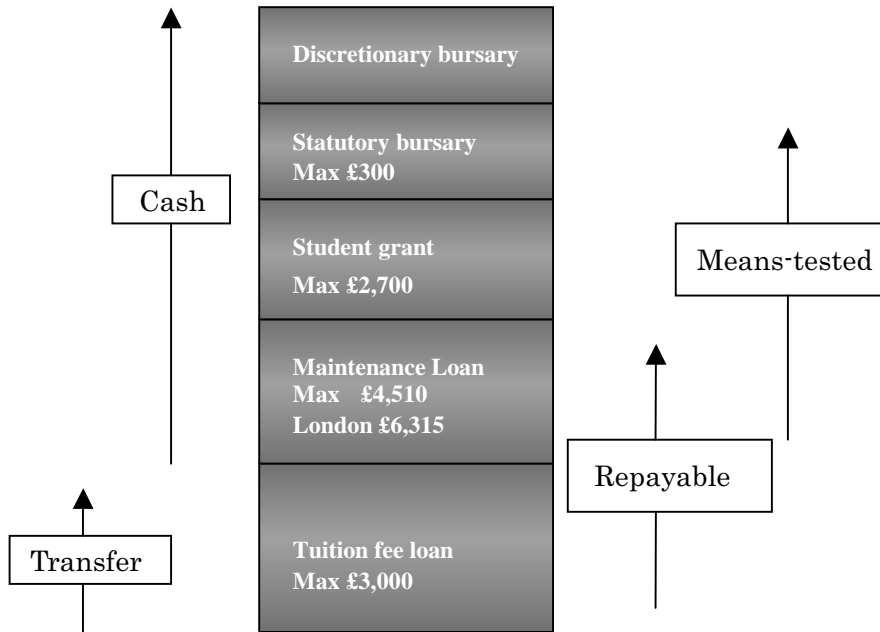 Discretionary bursary
Statutory bursary
Max £300
Cash
Student grant
Max £2,700
Means-tested
Maintenance Loan
Max £4,510
London £6,315
Repayable
Transfer
Tuition fee loan
Max £3,000